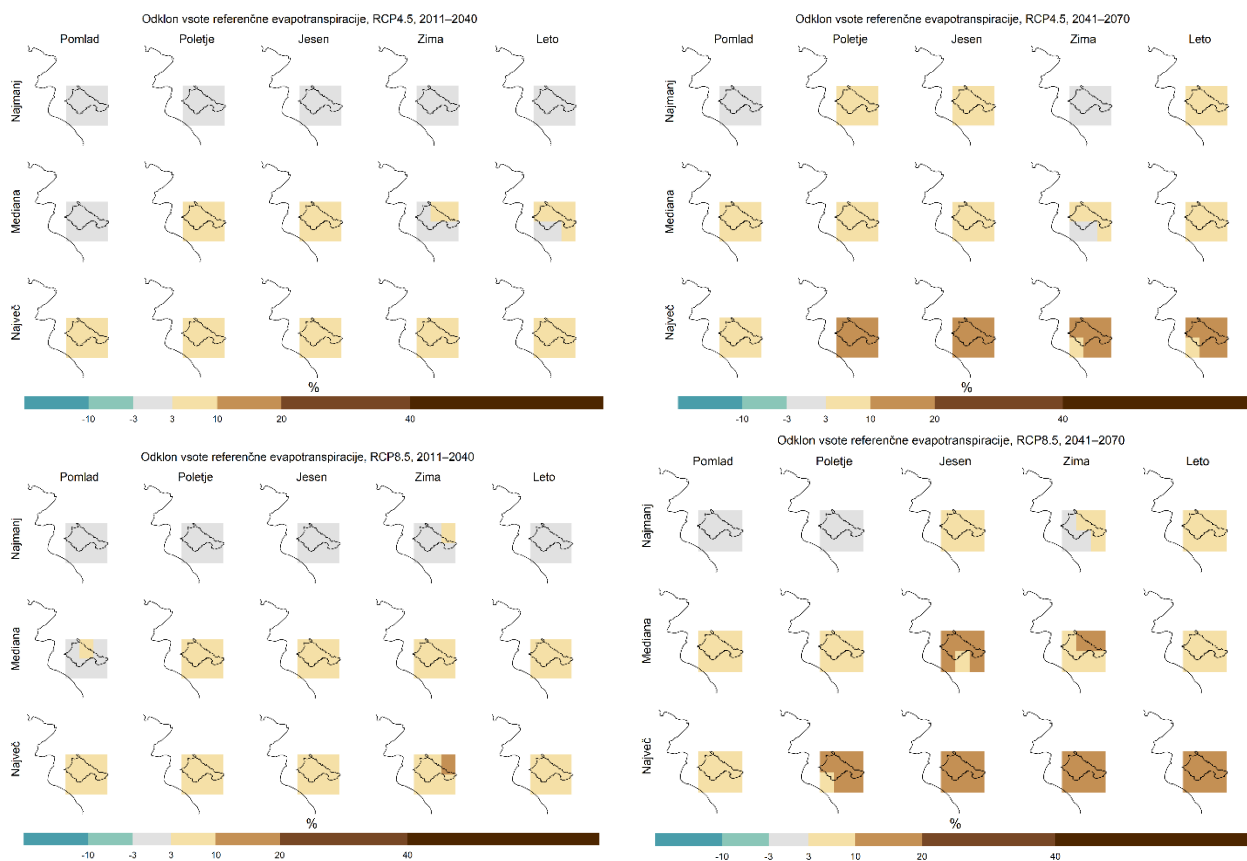 Odklon vsote referenčne evapotranspiracije, RCP4.5, 2011–2040
Pomlad Poletje Jesen Zima Leto
Najmanj
Mediana
Največ
%
-10 -3 3 10 20 40
Odklon vsote referenčne evapotranspiracije, RCP4.5, 2041–2070
Pomlad Poletje Jesen Zima Leto
Najmanj
Mediana
Največ
%
-10 -3 3 10 20 40
Odklon vsote referenčne evapotranspiracije, RCP8.5, 2011–2040
Pomlad Poletje Jesen Zima Leto
Najmanj
Mediana
Največ
%
-10 -3 3 10 20 40
Odklon vsote referenčne evapotranspiracije, RCP8.5, 2041–2070
Pomlad Poletje Jesen Zima Leto
Najmanj
Mediana
Največ
%
-10 -3 3 10 20 40